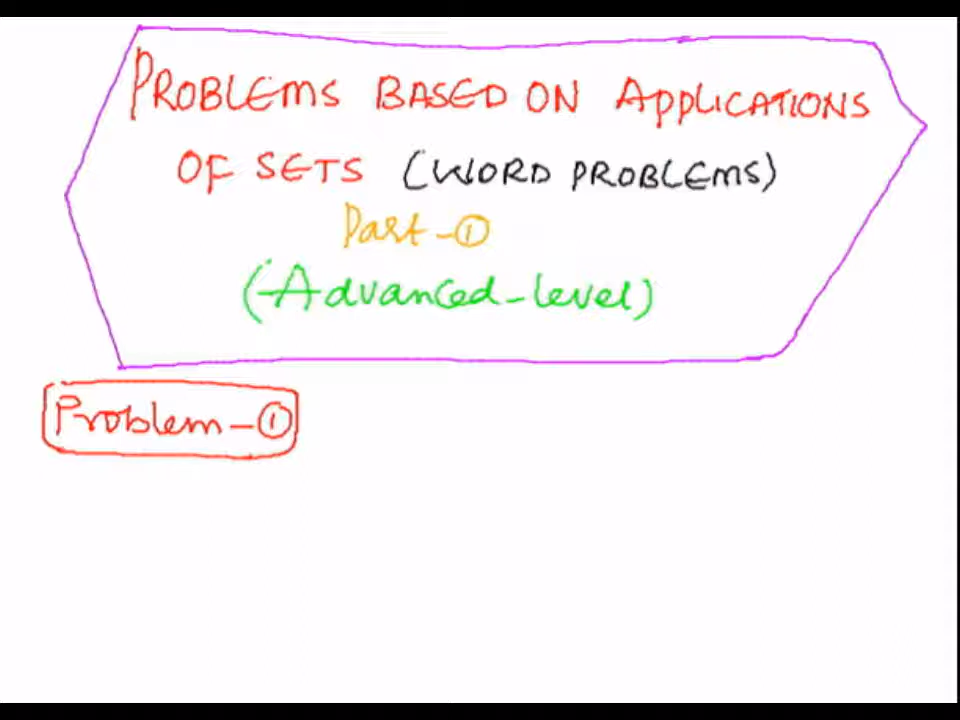 PROBLEMS BASED ON APPLICATIONS
OF SETS (WORD PROBLEMS)
Part-①
(Advanced-level)
Problem-①